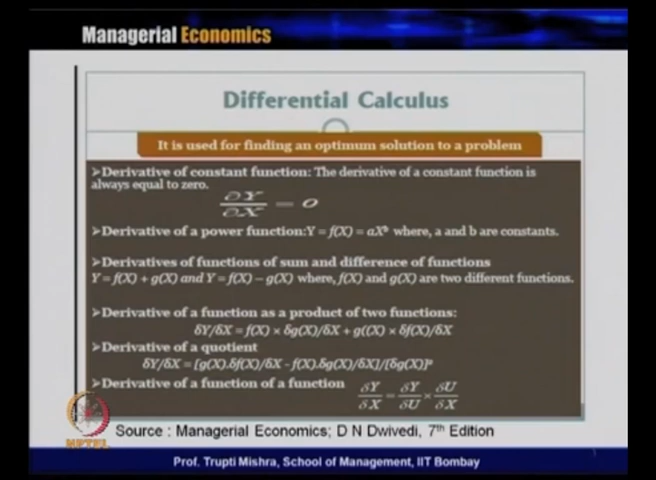 Managerial Economics
Differential Calculus
It is used for finding an optimum solution to a problem
➢Derivative of constant function: The derivative of a constant function is
always equal to zero.
∂Y/∂X = 0
➢Derivative of a power function:Y = f(X) = aXᵇ where, a and b are constants.
➢Derivatives of functions of sum and difference of functions
Y = f(X) + g(X) and Y = f(X) – g(X) where, f(X) and g(X) are two different functions.
➢Derivative of a function as a product of two functions:
δY/δX = f(X) × δg(X)/δX + g((X) × δf(X)/δX
➢Derivative of a quotient
δY/δX = [g(X).δf(X)/δX - f(X).δg(X)/δX]/[δg(X)]²
➢Derivative of a function of a function δY/δX = δY/δU × δU/δX
NPTEL
Source : Managerial Economics; D N Dwivedi, 7th Edition
Prof. Trupti Mishra, School of Management, IIT Bombay